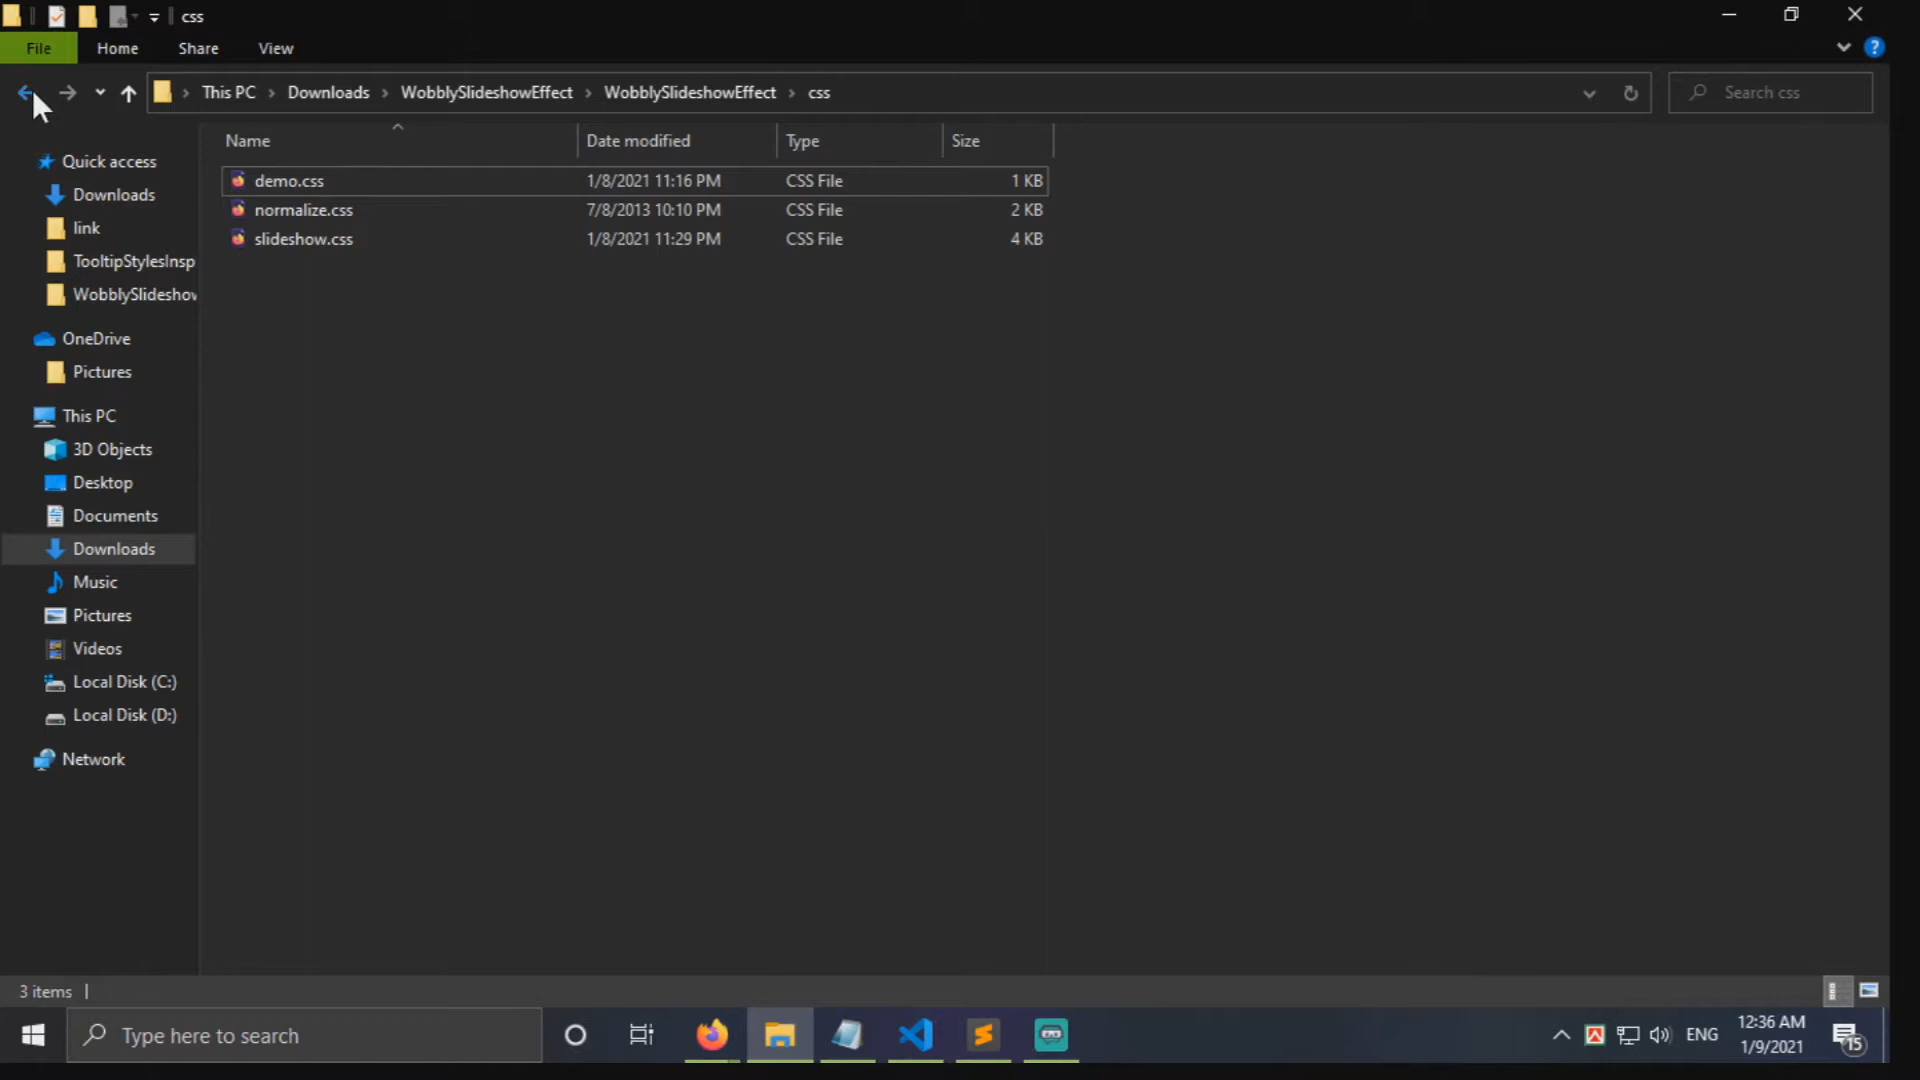 css
File Home Share View
This PC Downloads WobblySlideshowEffect WobblySlideshowEffect css
Search css
Name Date modified Type Size
demo.css 1/8/2021 11:16 PM CSS File 1 KB
normalize.css 7/8/2013 10:10 PM CSS File 2 KB
slideshow.css 1/8/2021 11:29 PM CSS File 4 KB
Quick access
Downloads
link
TooltipStylesInsp
WobblySlideshow
OneDrive
Pictures
This PC
3D Objects
Desktop
Documents
Downloads
Music
Pictures
Videos
Local Disk (C:)
Local Disk (D:)
Network
3 items
Type here to search
ENG
12:36 AM
1/9/2021
15